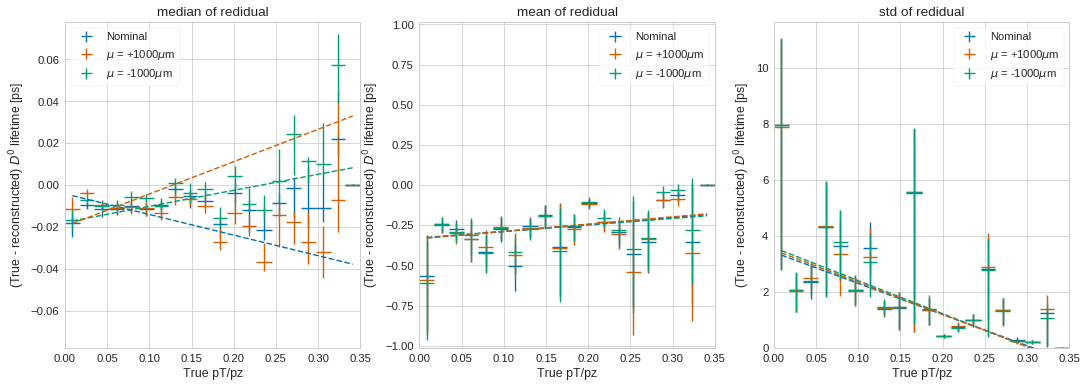 median of redidual
Nominal
μ = +1000μm
μ = -1000μm
(True - reconstructed) D⁰ lifetime [ps]
0.06
0.04
0.02
0.00
−0.02
−0.04
−0.06
0.00 0.05 0.10 0.15 0.20 0.25 0.30 0.35
True pT/pz
mean of redidual
Nominal
μ = +1000μm
μ = -1000μm
(True - reconstructed) D⁰ lifetime [ps]
1.00
0.75
0.50
0.25
0.00
−0.25
−0.50
−0.75
−1.00
0.00 0.05 0.10 0.15 0.20 0.25 0.30 0.35
True pT/pz
std of redidual
Nominal
μ = +1000μm
μ = -1000μm
(True - reconstructed) D⁰ lifetime [ps]
10
8
6
4
2
0
0.00 0.05 0.10 0.15 0.20 0.25 0.30 0.35
True pT/pz